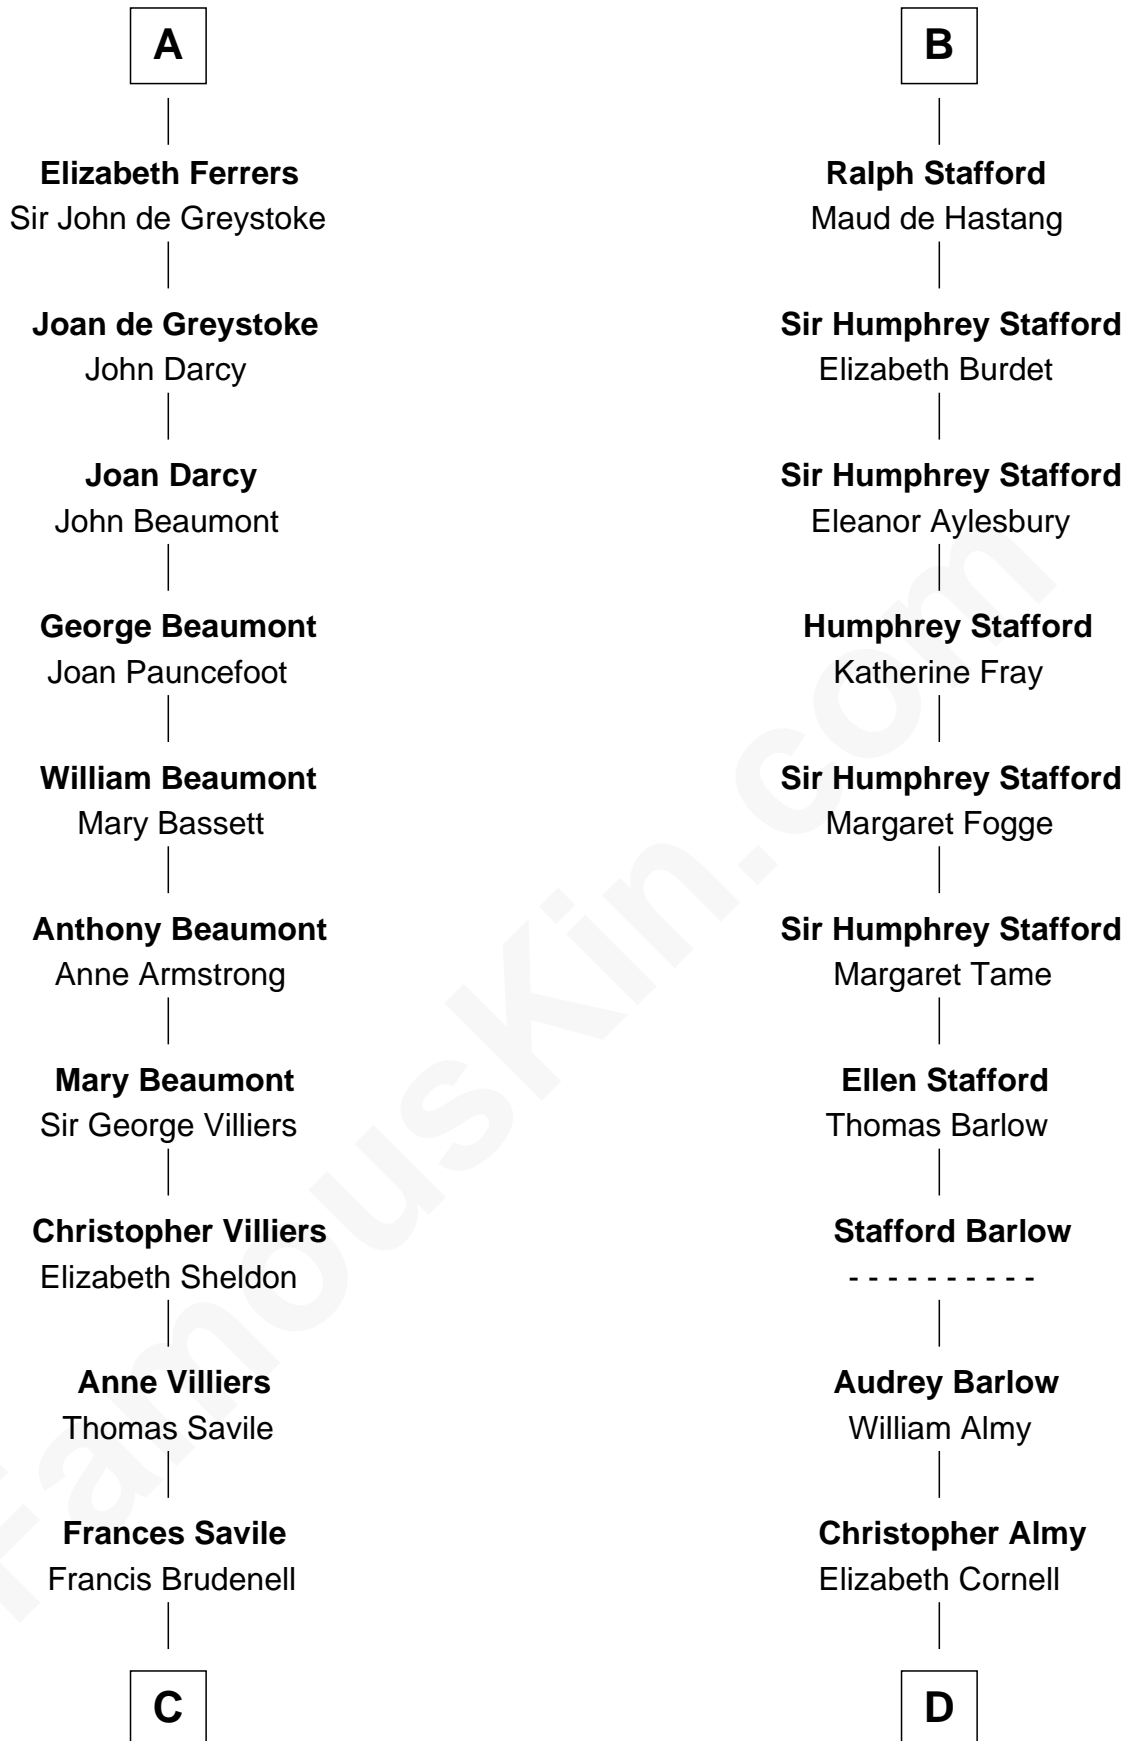 A
Elizabeth Ferrers
Sir John de Greystoke
Joan de Greystoke
John Darcy
Joan Darcy
John Beaumont
George Beaumont
Joan Pauncefoot
William Beaumont
Mary Bassett
Anthony Beaumont
Anne Armstrong
Mary Beaumont
Sir George Villiers
Christopher Villiers
Elizabeth Sheldon
Anne Villiers
Thomas Savile
Frances Savile
Francis Brudenell
C
B
Ralph Stafford
Maud de Hastang
Sir Humphrey Stafford
Elizabeth Burdet
Sir Humphrey Stafford
Eleanor Aylesbury
Humphrey Stafford
Katherine Fray
Sir Humphrey Stafford
Margaret Fogge
Sir Humphrey Stafford
Margaret Tame
Ellen Stafford
Thomas Barlow
Stafford Barlow
- - - - - - - - - -
Audrey Barlow
William Almy
Christopher Almy
Elizabeth Cornell
D
FamousKin.com